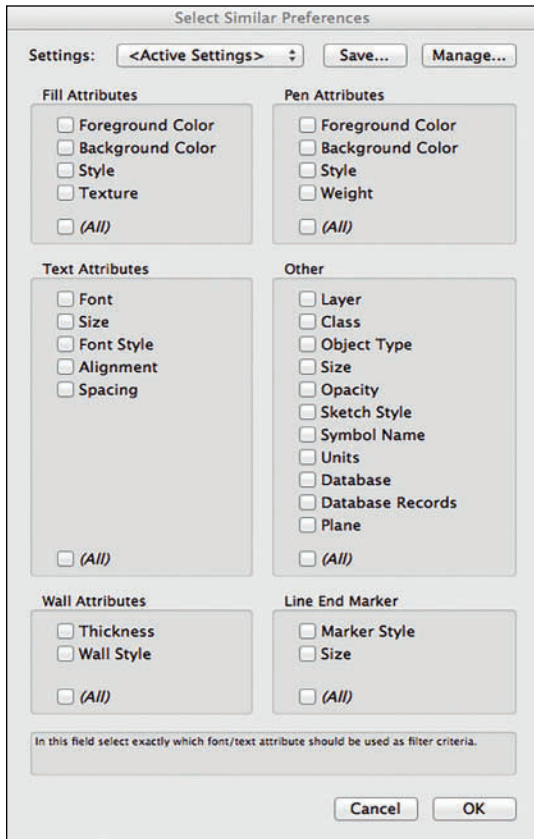 Select Similar Preferences
Settings: <Active Settings> Save... Manage...
Fill Attributes
Foreground Color
Background Color
Style
Texture
(All)
Pen Attributes
Foreground Color
Background Color
Style
Weight
(All)
Text Attributes
Font
Size
Font Style
Alignment
Spacing
(All)
Other
Layer
Class
Object Type
Size
Opacity
Sketch Style
Symbol Name
Units
Database
Database Records
Plane
(All)
Wall Attributes
Thickness
Wall Style
(All)
Line End Marker
Marker Style
Size
(All)
In this field select exactly which font/text attribute should be used as filter criteria.
Cancel OK